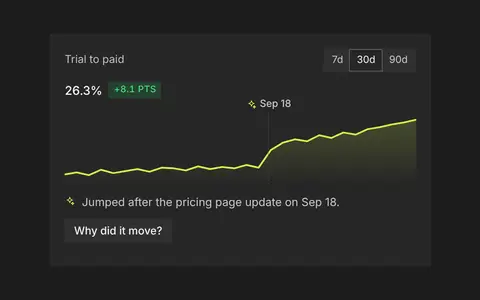 Trial to paid
7d 30d 90d
26.3% +8.1 PTS
Sep 18
Jumped after the pricing page update on Sep 18.
Why did it move?